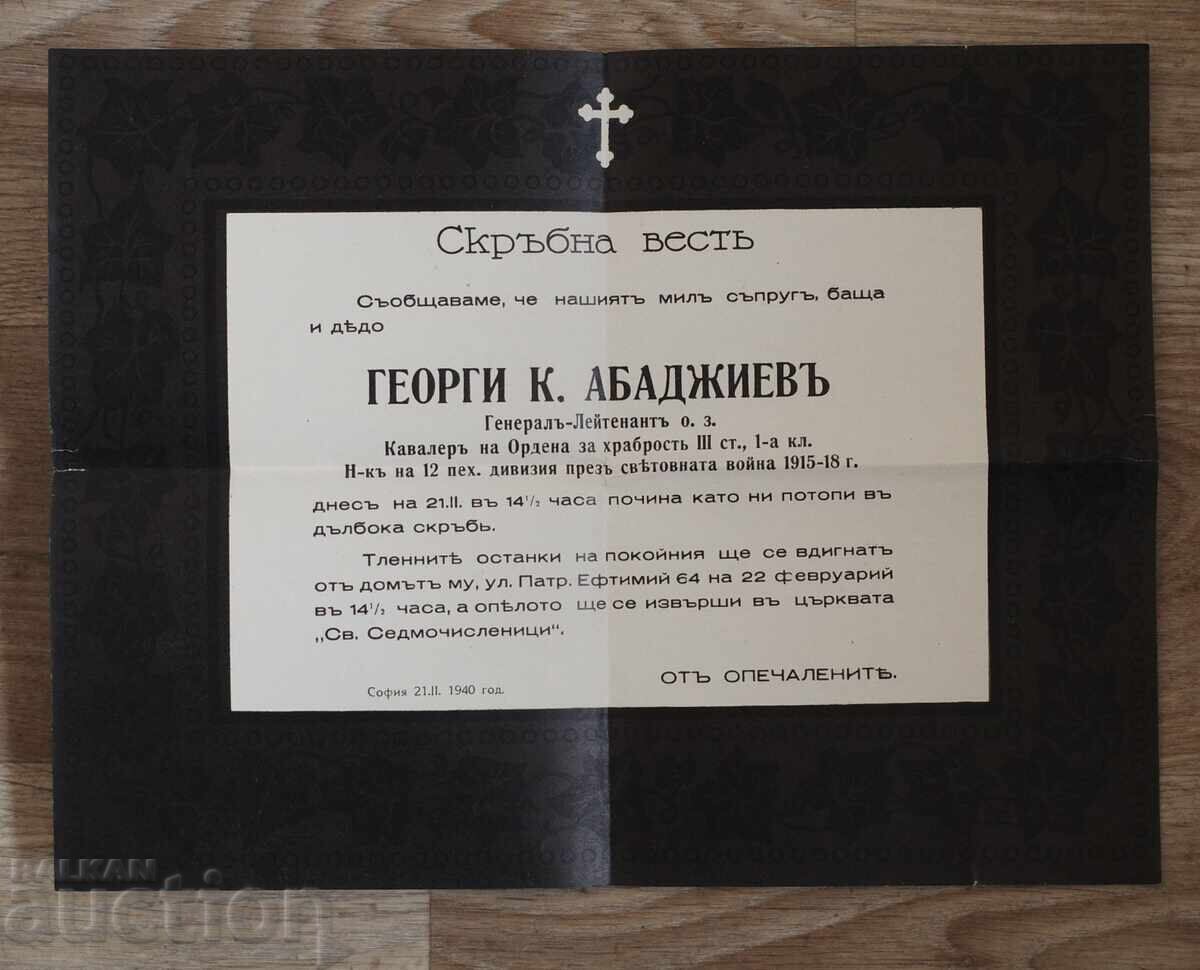 Скръбна весть
Съобщаваме, че нашиятъ милъ съпругъ, баща
и дѣдо
ГЕОРГИ К. АБАДЖИЕВЪ
Генералъ-Лейтенантъ о. з.
Кавалеръ на Ордена за храбрость III ст., 1-а кл.
Н-къ на 12 пех. дивизия презъ свѣтовната война 1915-18 г.
днесъ на 21.II. въ 14¹/₂ часа почина като ни потопи въ
дълбока скръбь.
Тленнитѣ останки на покойния ще се вдигнатъ
отъ домътъ му, ул. Патр. Ефтимий 64 на 22 февруарий
въ 14¹/₂ часа, а опѣлото ще се извърши въ църквата
„Св. Седмочисленици“.
ОТЪ ОПЕЧАЛЕНИТѢ.
София 21.II. 1940 год.
BALKAN
auction